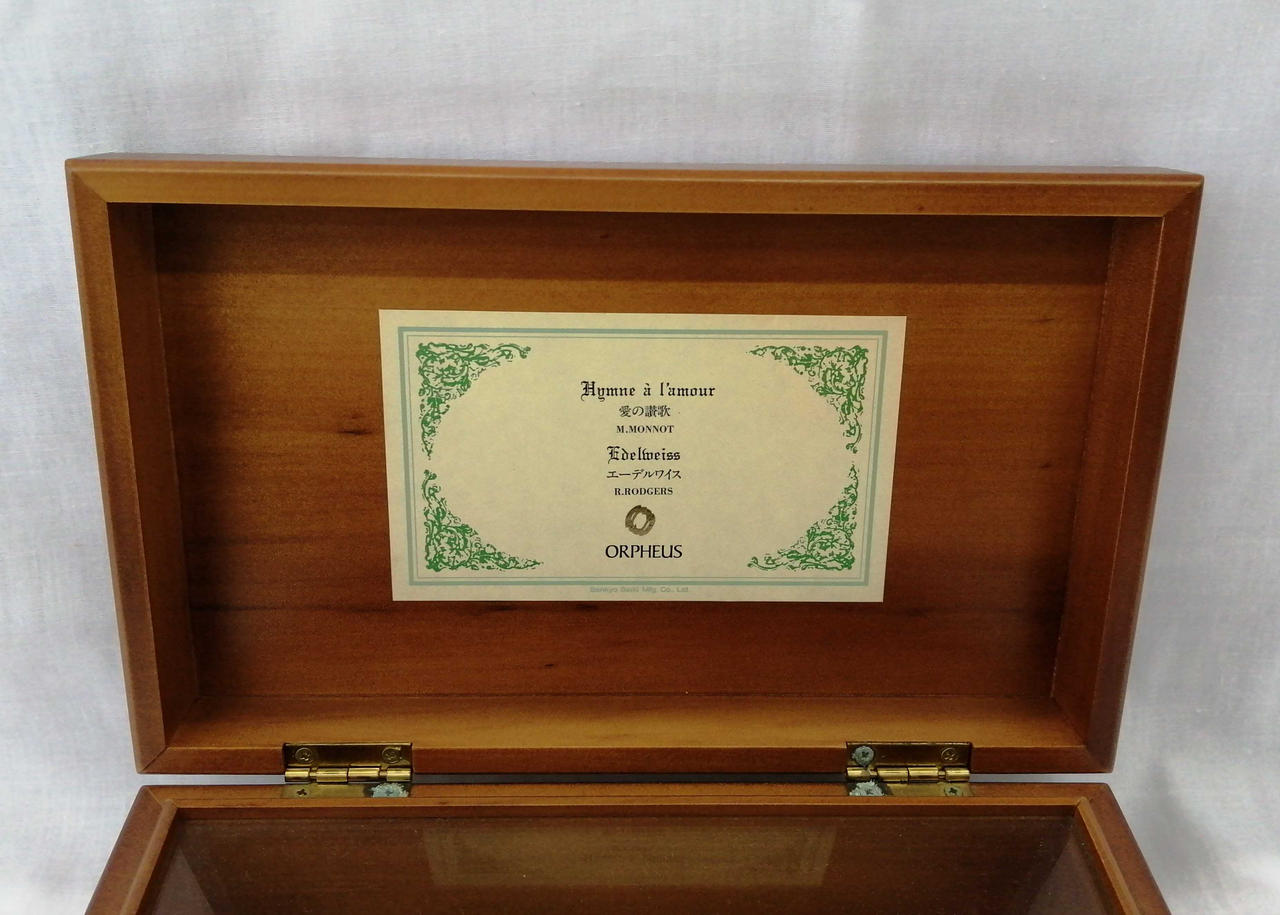 Hymne à l'amour
愛の讃歌
M.MONNOT
Edelweiss
エーデルワイス
R.RODGERS
ORPHEUS
Sankyo Seiki Mfg. Co., Ltd.